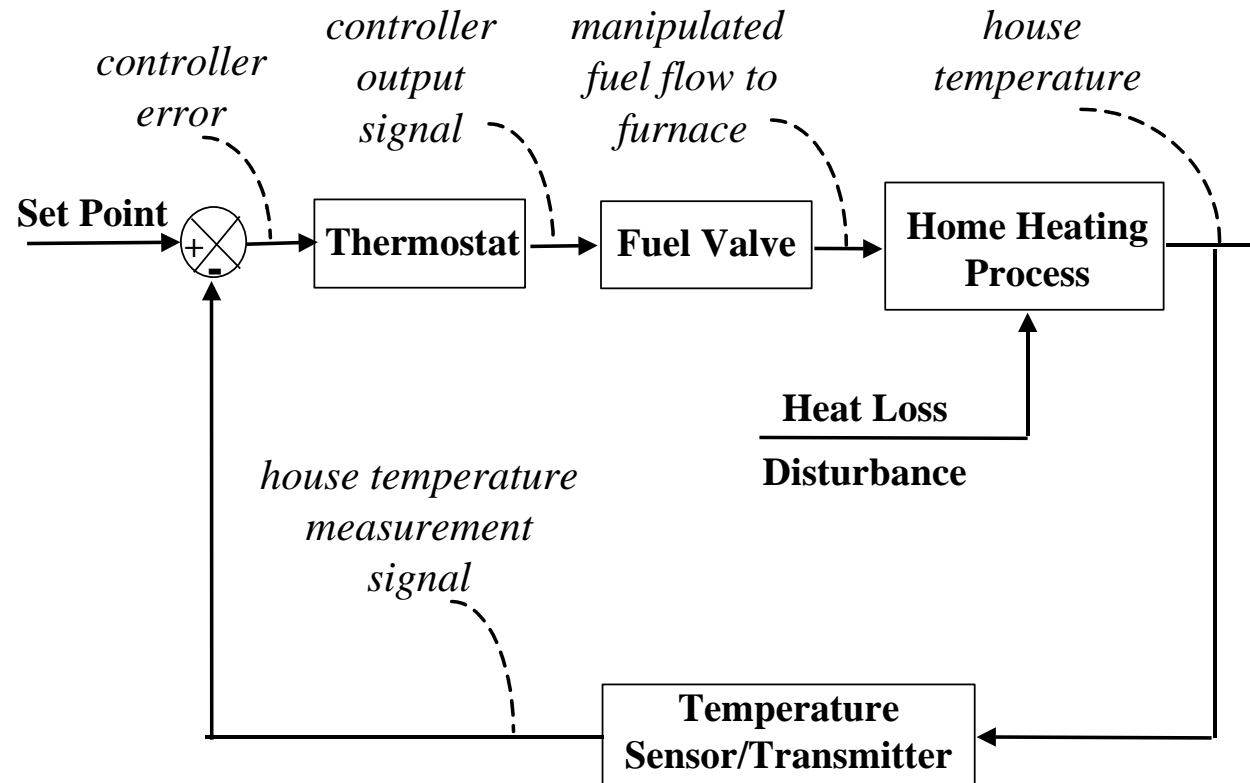 controller
error
controller
output
signal
manipulated
fuel flow to
furnace
house
temperature
Set Point
+
-
Thermostat
Fuel Valve
Home Heating
Process
Heat Loss
Disturbance
house temperature
measurement
signal
Temperature
Sensor/Transmitter